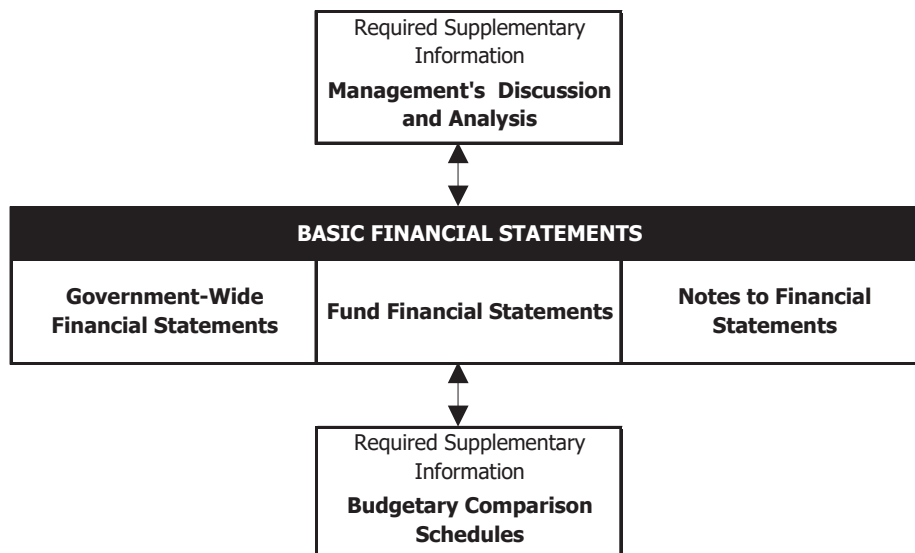 Required Supplementary
Information
Management's Discussion
and Analysis
BASIC FINANCIAL STATEMENTS
Government-Wide
Financial Statements
Fund Financial Statements
Notes to Financial
Statements
Required Supplementary
Information
Budgetary Comparison
Schedules